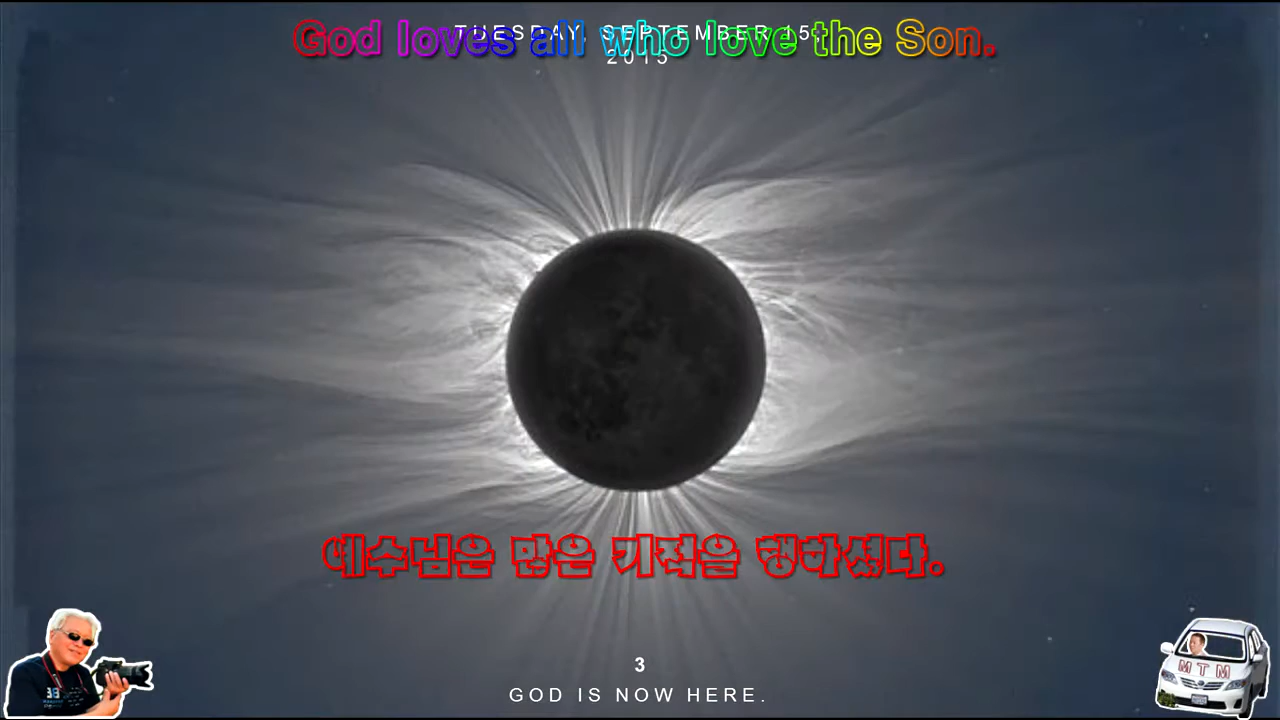 God loves all who love the Son.
TUESDAY, SEPTEMBER 15,
2015
예수님은 많은 기적을 행하셨다.
3
GOD IS NOW HERE.
MTM